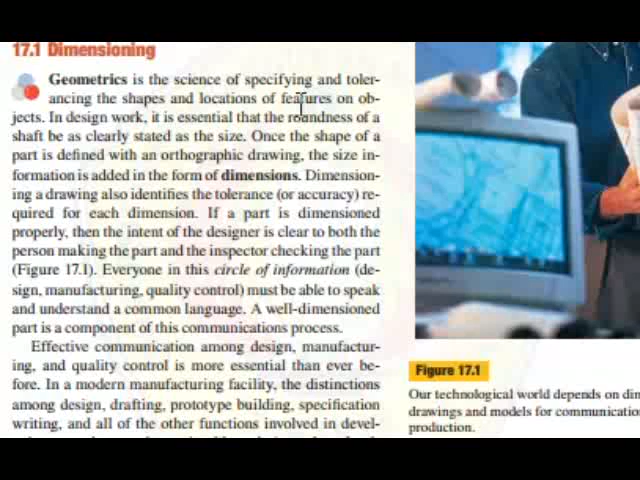 17.1 Dimensioning
Geometrics is the science of specifying and toler-
ancing the shapes and locations of features on ob-
jects. In design work, it is essential that the roundness of a
shaft be as clearly stated as the size. Once the shape of a
part is defined with an orthographic drawing, the size in-
formation is added in the form of dimensions. Dimension-
ing a drawing also identifies the tolerance (or accuracy) re-
quired for each dimension. If a part is dimensioned
properly, then the intent of the designer is clear to both the
person making the part and the inspector checking the part
(Figure 17.1). Everyone in this circle of information (de-
sign, manufacturing, quality control) must be able to speak
and understand a common language. A well-dimensioned
part is a component of this communications process.
Effective communication among design, manufactur-
ing, and quality control is more essential than ever be-
fore. In a modern manufacturing facility, the distinctions
among design, drafting, prototype building, specification
writing, and all of the other functions involved in devel-
Figure 17.1
Our technological world depends on dim
drawings and models for communicatio
production.